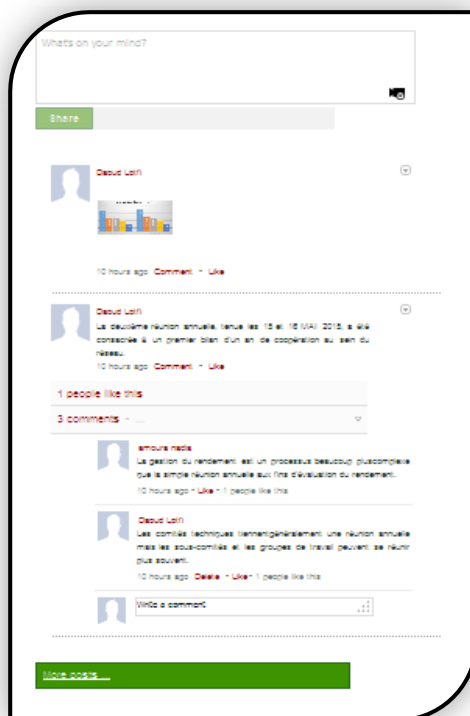 What's on your mind?
Share
Daoud Lotfi
10 hours ago Comment - Like
Daoud Lotfi
La deuxième réunion annuelle, tenue les 15 et 16 MAI 2015, a été
consacrée à un premier bilan d'un an de coopération au sein du
réseau.
10 hours ago Comment - Like
1 people like this
3 comments - ...
amoura nadia
La gestion du rendement est un processus beaucoup pluscomplexe
que la simple réunion annuelle aux fins d'évaluation du rendement.
10 hours ago - Like - 1 people like this
Daoud Lotfi
Les comités techniques tiennentgénéralement une réunion annuelle
mais les sous-comités et les groupes de travail peuvent se réunir
plus souvent.
10 hours ago Delete - Like - 1 people like this
Write a comment
More posts ...